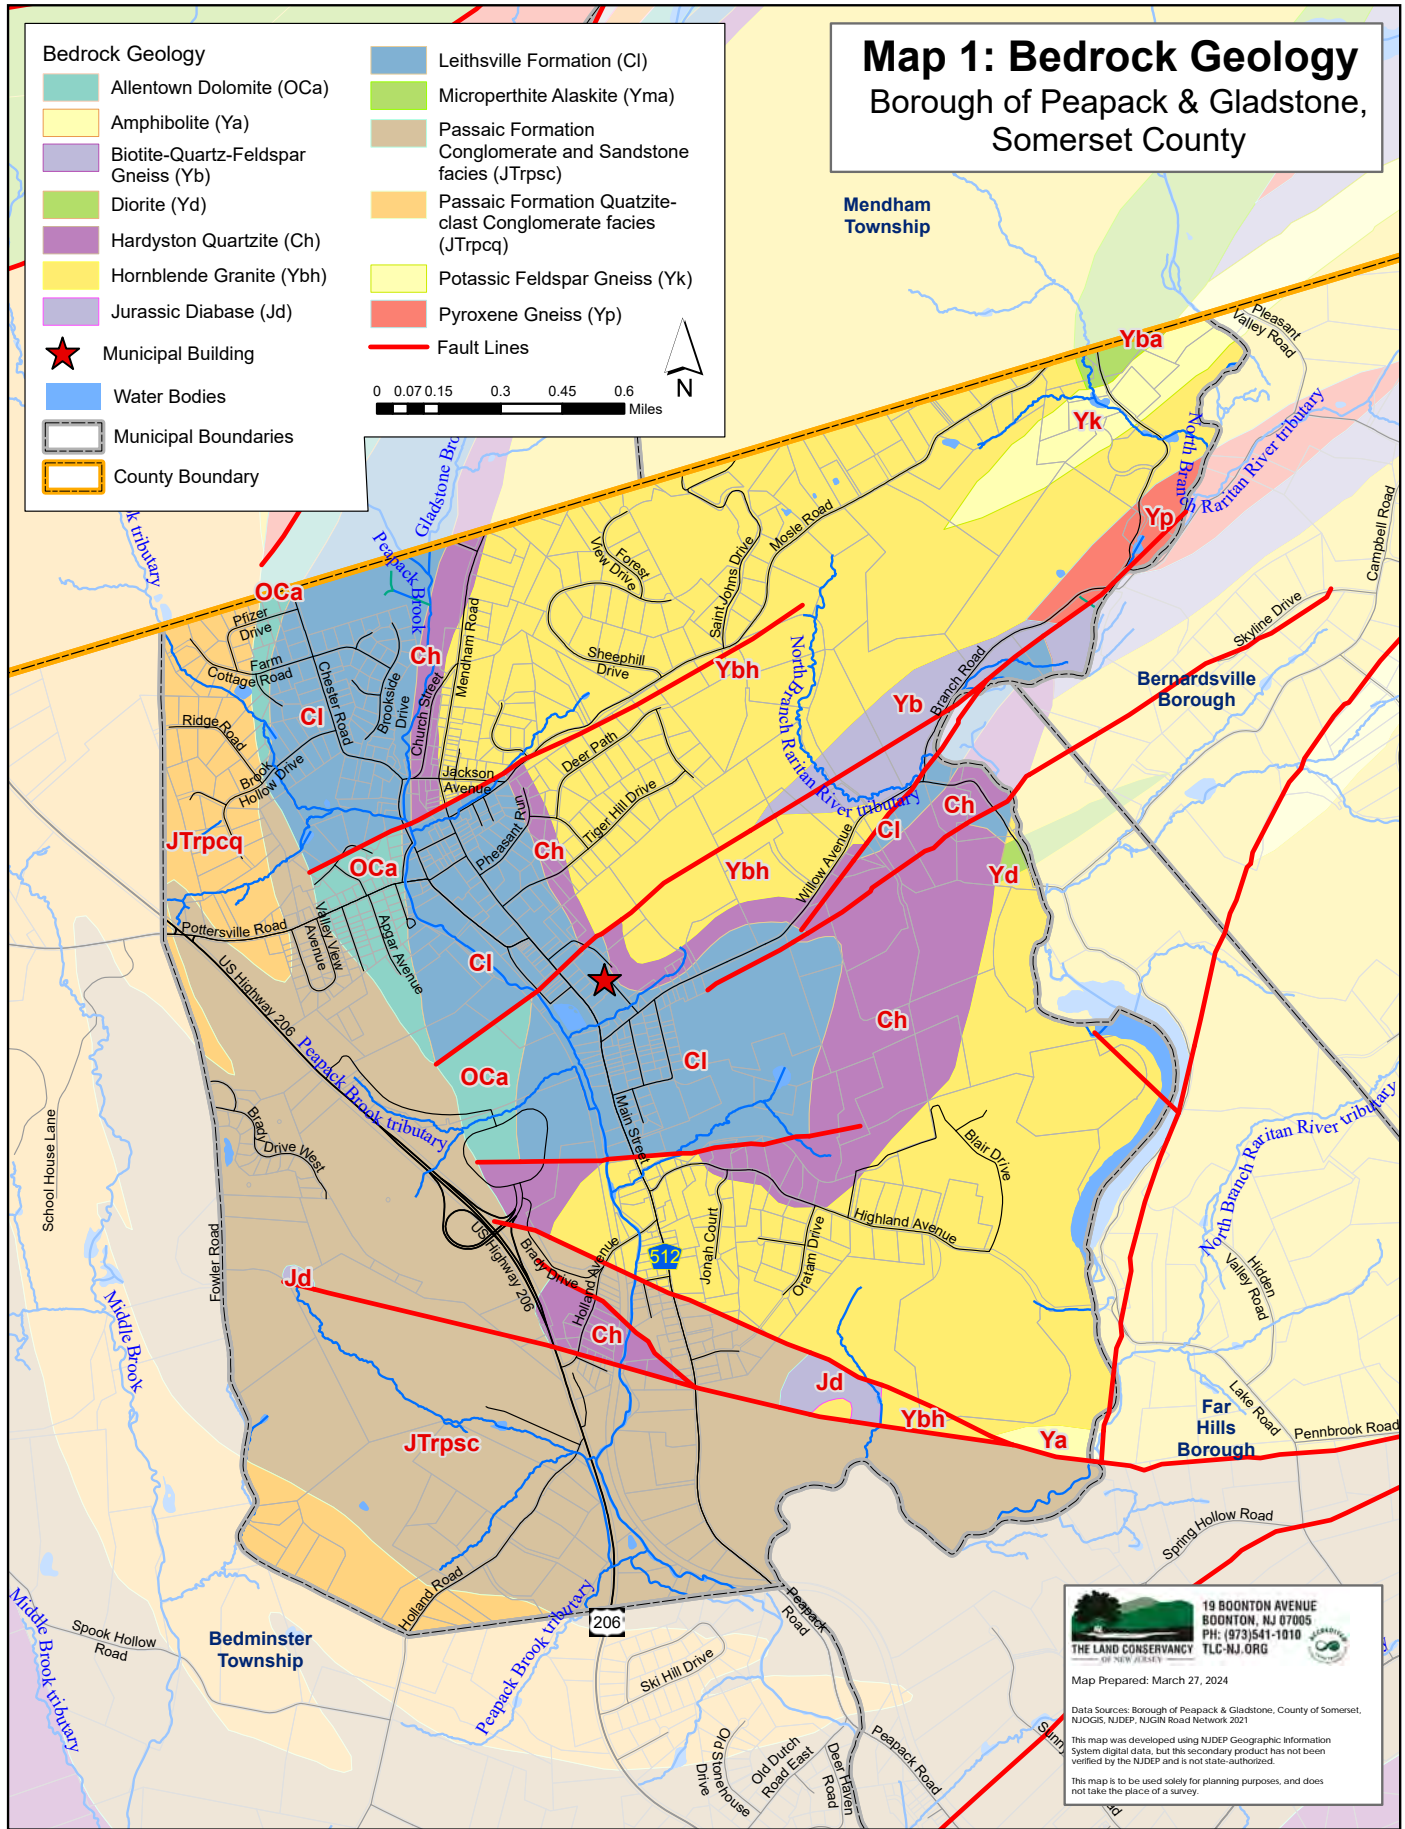 Map 1: Bedrock Geology
Borough of Peapack & Gladstone,
Somerset County
Bedrock Geology
Allentown Dolomite (OCa)
Amphibolite (Ya)
Biotite-Quartz-Feldspar
Gneiss (Yb)
Diorite (Yd)
Hardyston Quartzite (Ch)
Hornblende Granite (Ybh)
Jurassic Diabase (Jd)
Municipal Building
Water Bodies
Municipal Boundaries
County Boundary
Leithsville Formation (Cl)
Microperthite Alaskite (Yma)
Passaic Formation
Conglomerate and Sandstone
facies (JTrpsc)
Passaic Formation Quatzite-
clast Conglomerate facies
(JTrpcq)
Potassic Feldspar Gneiss (Yk)
Pyroxene Gneiss (Yp)
Fault Lines
N
0 0.07 0.15 0.3 0.45 0.6
Miles
Mendham
Township
Yba
Pleasant
Valley Road
Yk
North Branch Raritan River tributary
Yp
Campbell Road
Gladstone Bro
k tributary
Peapack Brook
Forest
View Drive
Saint Johns Drive
Mosle Road
OCa
Pfizer
Drive
Farm
Cottage Road
Chester Road
Brookside
Drive
Ch
Church Street
Mendham Road
Sheephill
Drive
Ybh
North Branch Raritan River tributary
Skyline Drive
Bernardsville
Borough
Branch Road
Yb
Cl
Ridge Road
Brook
Hollow Drive
Jackson
Avenue
Deer Path
Tiger Hill Drive
Pheasant Run
Ch
Ch
Cl
JTrpcq
OCa
Ybh
Willow Avenue
Yd
Pottersville Road
Valley View
Avenue
Apgar Avenue
US Highway 206
Cl
Ch
Peapack Brook tributary
OCa
Cl
Main Street
School House Lane
Brady
Drive West
Blair Drive
North Branch Raritan River tributary
Fowler Road
US Highway 206
Brady Drive
Holland Avenue
512
Jonah Court
Oratam Drive
Highland Avenue
Hidden
Valley Road
Middle Brook
Jd
Ch
Jd
Ybh
Ya
Lake Road
Far
Hills
Borough
Pennbrook Road
JTrpsc
Spring Hollow Road
Holland Road
Middle Brook tributary
Spook Hollow
Road
Bedminster
Township
Peapack Brook tributary
206
Peapack
Road
Ski Hill Drive
Old Stonehouse
Drive
Old Dutch
Road East
Deer Haven
Road
Peapack Road
Sunny
ad
y
THE LAND CONSERVANCY
OF NEW JERSEY
19 BOONTON AVENUE
BOONTON, NJ 07005
PH: (973)541-1010
TLC-NJ.ORG
ACCREDITED
Map Prepared: March 27, 2024
Data Sources: Borough of Peapack & Gladstone, County of Somerset,
NJOGIS, NJDEP, NJGIN Road Network 2021
This map was developed using NJDEP Geographic Information
System digital data, but this secondary product has not been
verified by the NJDEP and is not state-authorized.
This map is to be used solely for planning purposes, and does
not take the place of a survey.